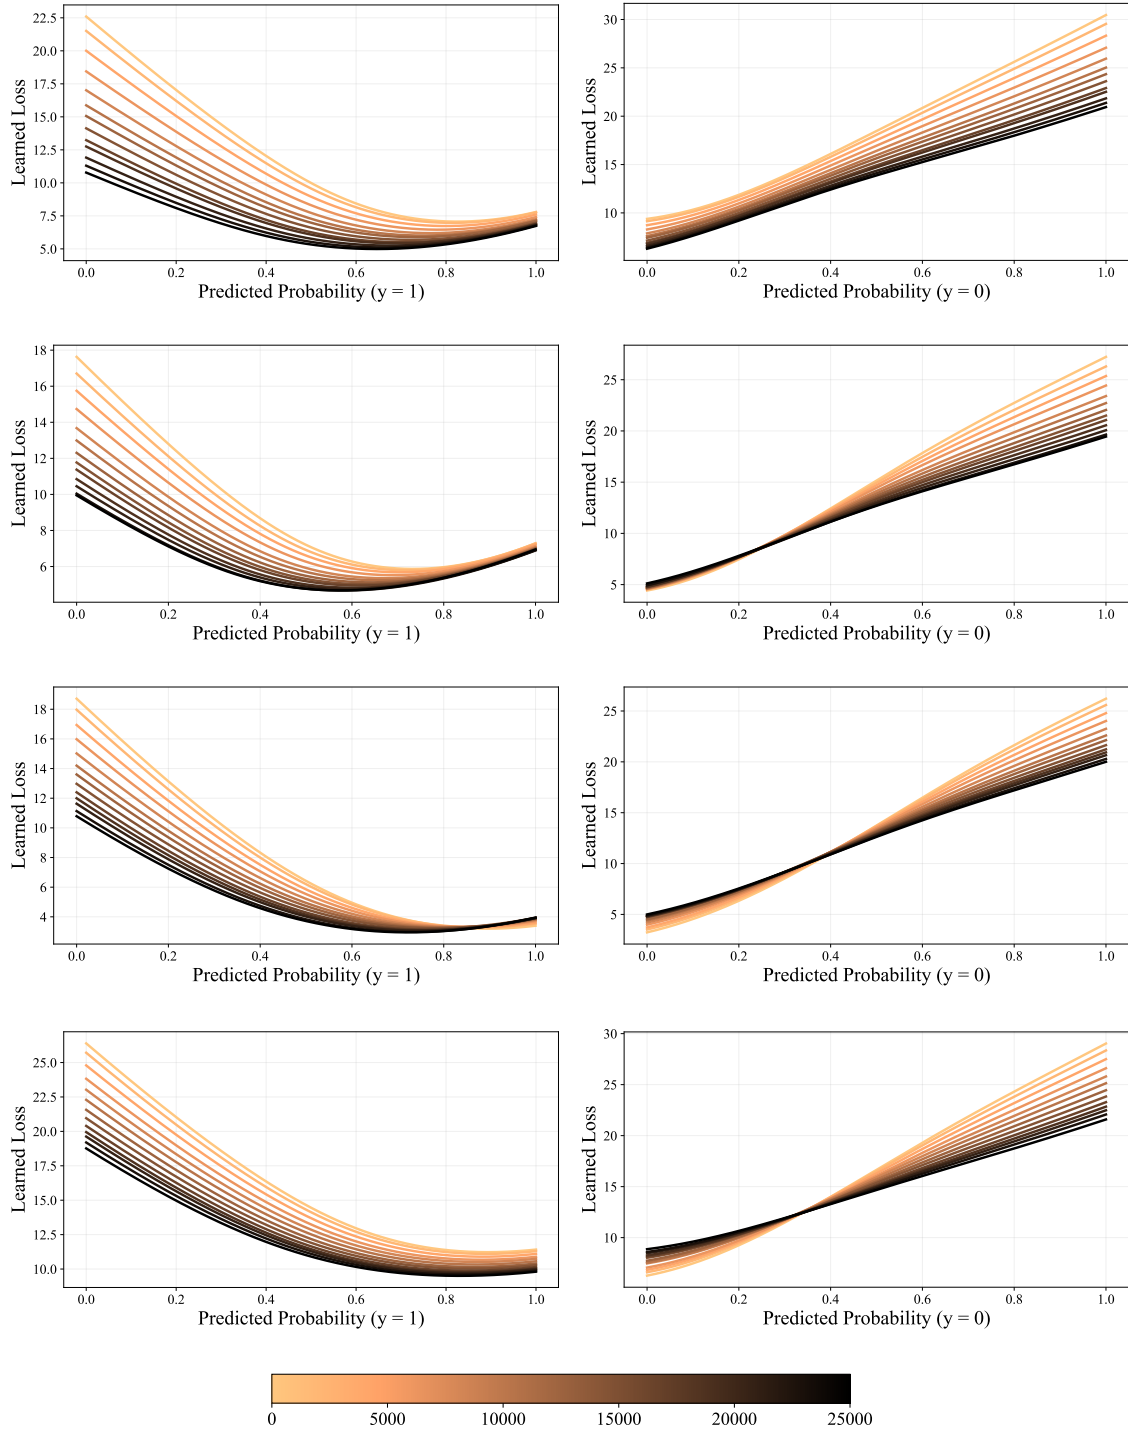 22.5
20.0
17.5
15.0
12.5
10.0
7.5
5.0
Learned Loss
0.0 0.2 0.4 0.6 0.8 1.0
Predicted Probability (y = 1)
30
25
20
15
10
Learned Loss
0.0 0.2 0.4 0.6 0.8 1.0
Predicted Probability (y = 0)
18
16
14
12
10
8
6
Learned Loss
0.0 0.2 0.4 0.6 0.8 1.0
Predicted Probability (y = 1)
25
20
15
10
5
Learned Loss
0.0 0.2 0.4 0.6 0.8 1.0
Predicted Probability (y = 0)
18
16
14
12
10
8
6
4
Learned Loss
0.0 0.2 0.4 0.6 0.8 1.0
Predicted Probability (y = 1)
25
20
15
10
5
Learned Loss
0.0 0.2 0.4 0.6 0.8 1.0
Predicted Probability (y = 0)
25.0
22.5
20.0
17.5
15.0
12.5
10.0
Learned Loss
0.0 0.2 0.4 0.6 0.8 1.0
Predicted Probability (y = 1)
30
25
20
15
10
Learned Loss
0.0 0.2 0.4 0.6 0.8 1.0
Predicted Probability (y = 0)
0 5000 10000 15000 20000 25000